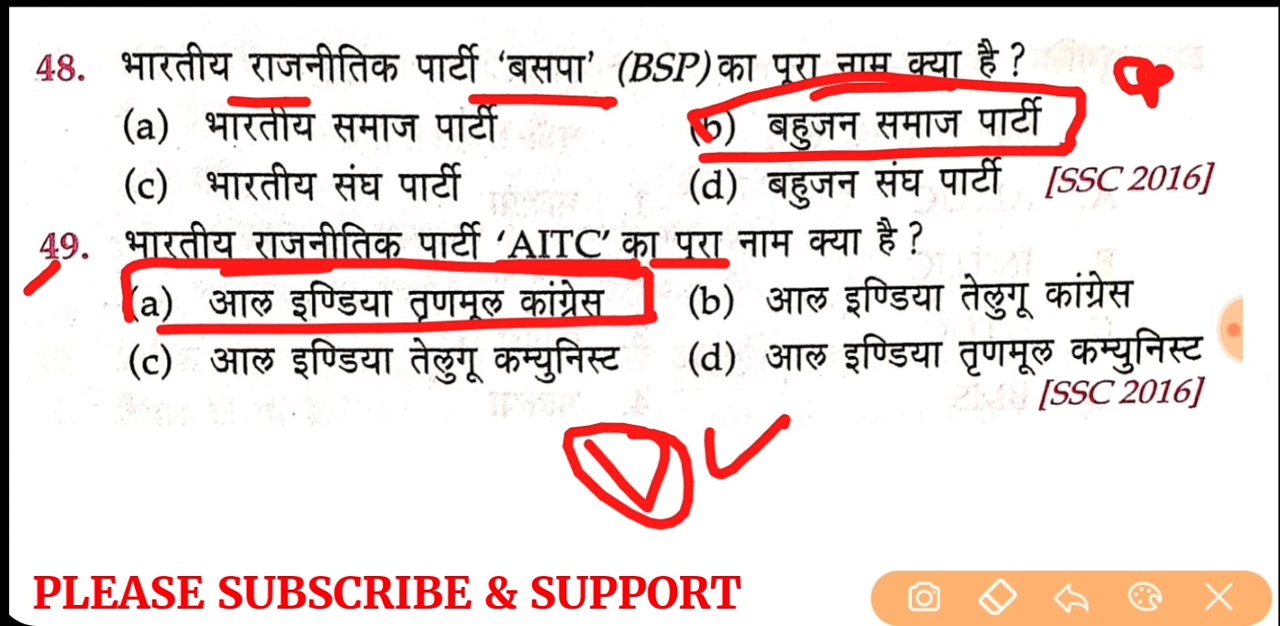 48. भारतीय राजनीतिक पार्टी ‘बसपा’ (BSP) का पूरा नाम क्या है ?
(a) भारतीय समाज पार्टी (b) बहुजन समाज पार्टी
(c) भारतीय संघ पार्टी (d) बहुजन संघ पार्टी [SSC 2016]
49. भारतीय राजनीतिक पार्टी ‘AITC’ का पूरा नाम क्या है ?
(a) आल इण्डिया तृणमूल कांग्रेस (b) आल इण्डिया तेलुगू कांग्रेस
(c) आल इण्डिया तेलुगू कम्युनिस्ट (d) आल इण्डिया तृणमूल कम्युनिस्ट
[SSC 2016]
PLEASE SUBSCRIBE & SUPPORT